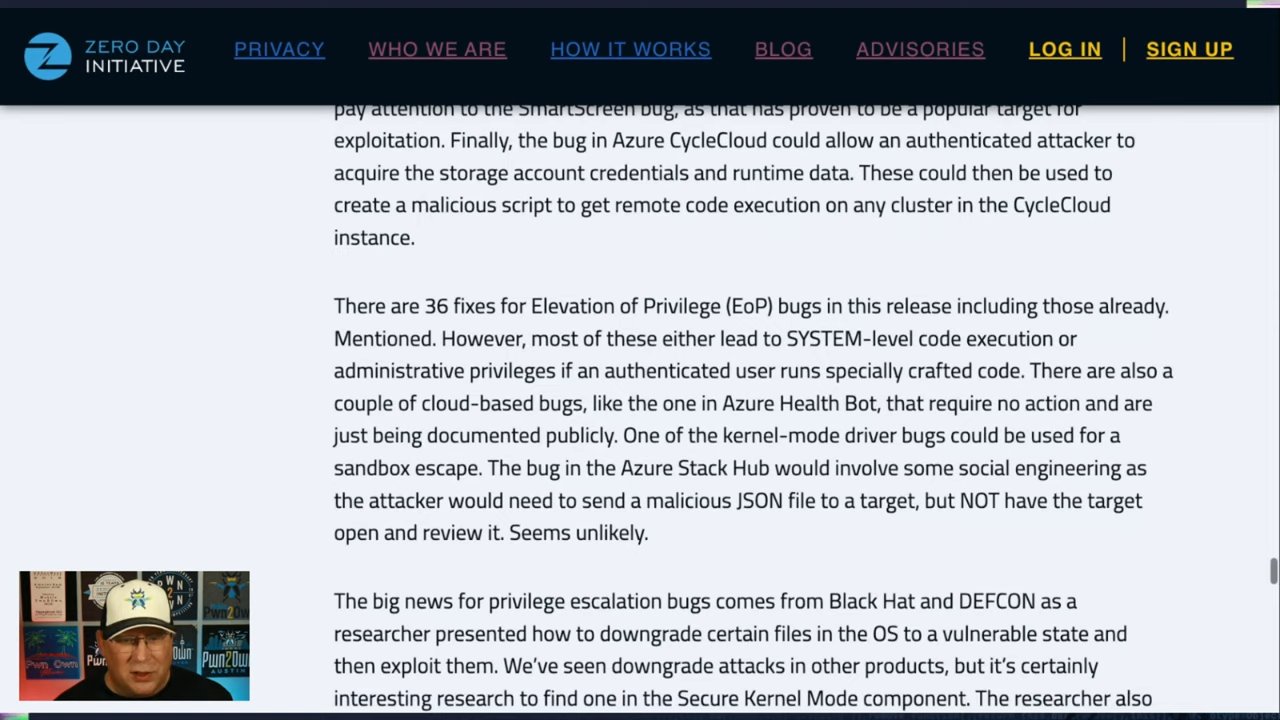 ZERO DAY
INITIATIVE
PRIVACY
WHO WE ARE
HOW IT WORKS
BLOG
ADVISORIES
LOG IN
SIGN UP
pay attention to the SmartScreen bug, as that has proven to be a popular target for
exploitation. Finally, the bug in Azure CycleCloud could allow an authenticated attacker to
acquire the storage account credentials and runtime data. These could then be used to
create a malicious script to get remote code execution on any cluster in the CycleCloud
instance.
There are 36 fixes for Elevation of Privilege (EoP) bugs in this release including those already.
Mentioned. However, most of these either lead to SYSTEM-level code execution or
administrative privileges if an authenticated user runs specially crafted code. There are also a
couple of cloud-based bugs, like the one in Azure Health Bot, that require no action and are
just being documented publicly. One of the kernel-mode driver bugs could be used for a
sandbox escape. The bug in the Azure Stack Hub would involve some social engineering as
the attacker would need to send a malicious JSON file to a target, but NOT have the target
open and review it. Seems unlikely.
The big news for privilege escalation bugs comes from Black Hat and DEFCON as a
researcher presented how to downgrade certain files in the OS to a vulnerable state and
then exploit them. We’ve seen downgrade attacks in other products, but it’s certainly
interesting research to find one in the Secure Kernel Mode component. The researcher also
Pwn2Own
AUSTIN